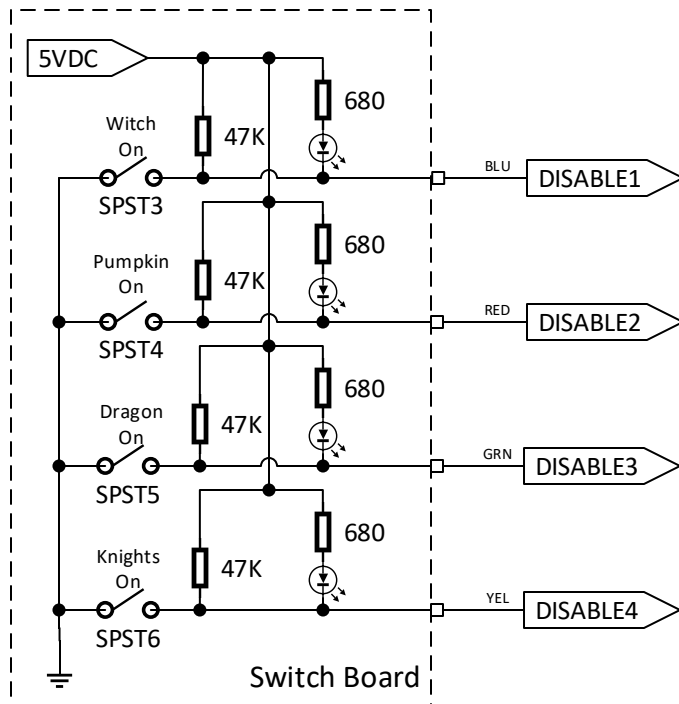 5VDC
680
47K
Witch
On
SPST3
BLU
DISABLE1
680
47K
Pumpkin
On
SPST4
RED
DISABLE2
680
47K
Dragon
On
SPST5
GRN
DISABLE3
680
47K
Knights
On
SPST6
YEL
DISABLE4
Switch Board